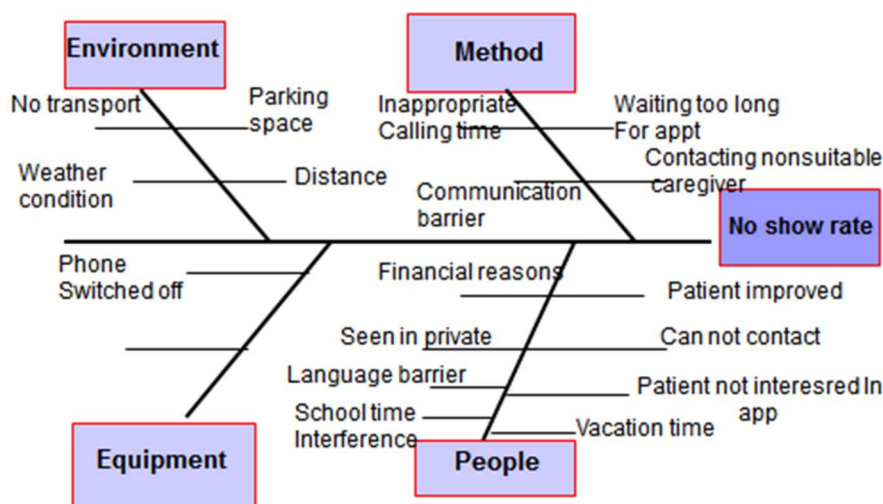 Environment
Method
No transport
Parking
space
Inappropriate
Calling time
Waiting too long
For appt
Weather
condition
Distance
Communication
barrier
Contacting nonsuitable
caregiver
No show rate
Phone
Switched off
Financial reasons
Patient improved
Seen in private
Can not contact
Language barrier
Patient not interesred In
app
School time
Interference
Vacation time
Equipment
People